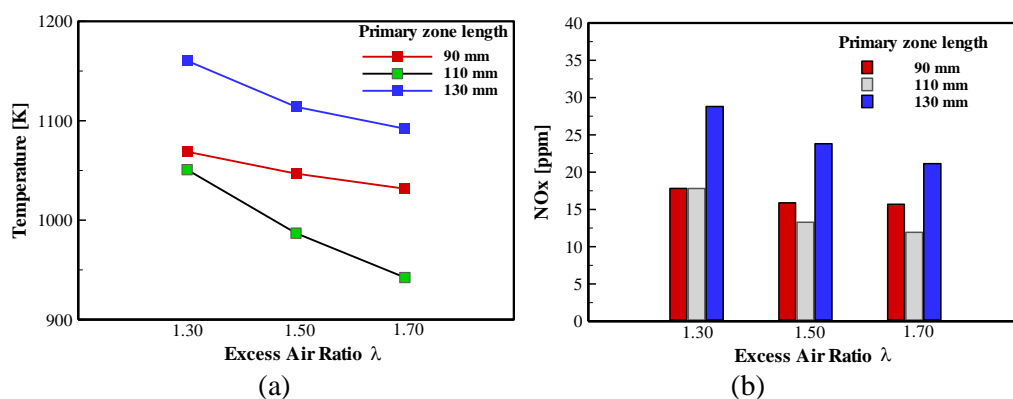 1200
1100
1000
900
Temperature [K]
Primary zone length
90 mm
110 mm
130 mm
1.30 1.50 1.70
Excess Air Ratio λ
(a)
40
35
30
25
20
15
10
5
0
NOx [ppm]
Primary zone length
90 mm
110 mm
130 mm
1.30 1.50 1.70
Excess Air Ratio λ
(b)